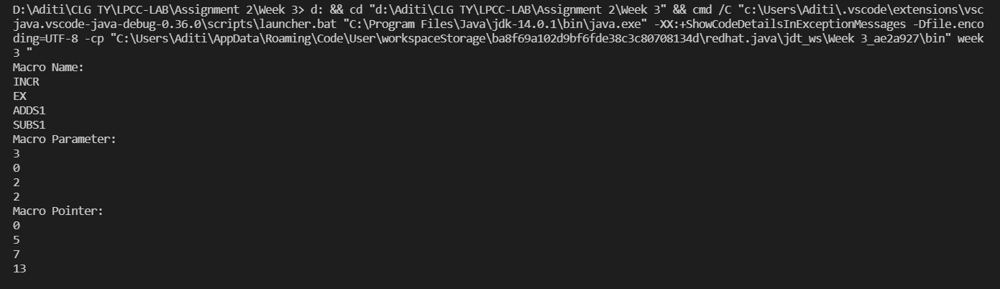 D:\Aditi\CLG TY\LPCC-LAB\Assignment 2\Week 3> d: && cd "d:\Aditi\CLG TY\LPCC-LAB\Assignment 2\Week 3" && cmd /C "c:\Users\Aditi\.vscode\extensions\vsc
java.vscode-java-debug-0.36.0\scripts\launcher.bat "C:\Program Files\Java\jdk-14.0.1\bin\java.exe" -XX:+ShowCodeDetailsInExceptionMessages -Dfile.enco
ding=UTF-8 -cp "C:\Users\Aditi\AppData\Roaming\Code\User\workspaceStorage\ba8f69a102d9bf6fde38c3c80708134d\redhat.java\jdt_ws\Week 3_ae2a927\bin" week
3 "
Macro Name:
INCR
EX
ADDS1
SUBS1
Macro Parameter:
3
0
2
2
Macro Pointer:
0
5
7
13